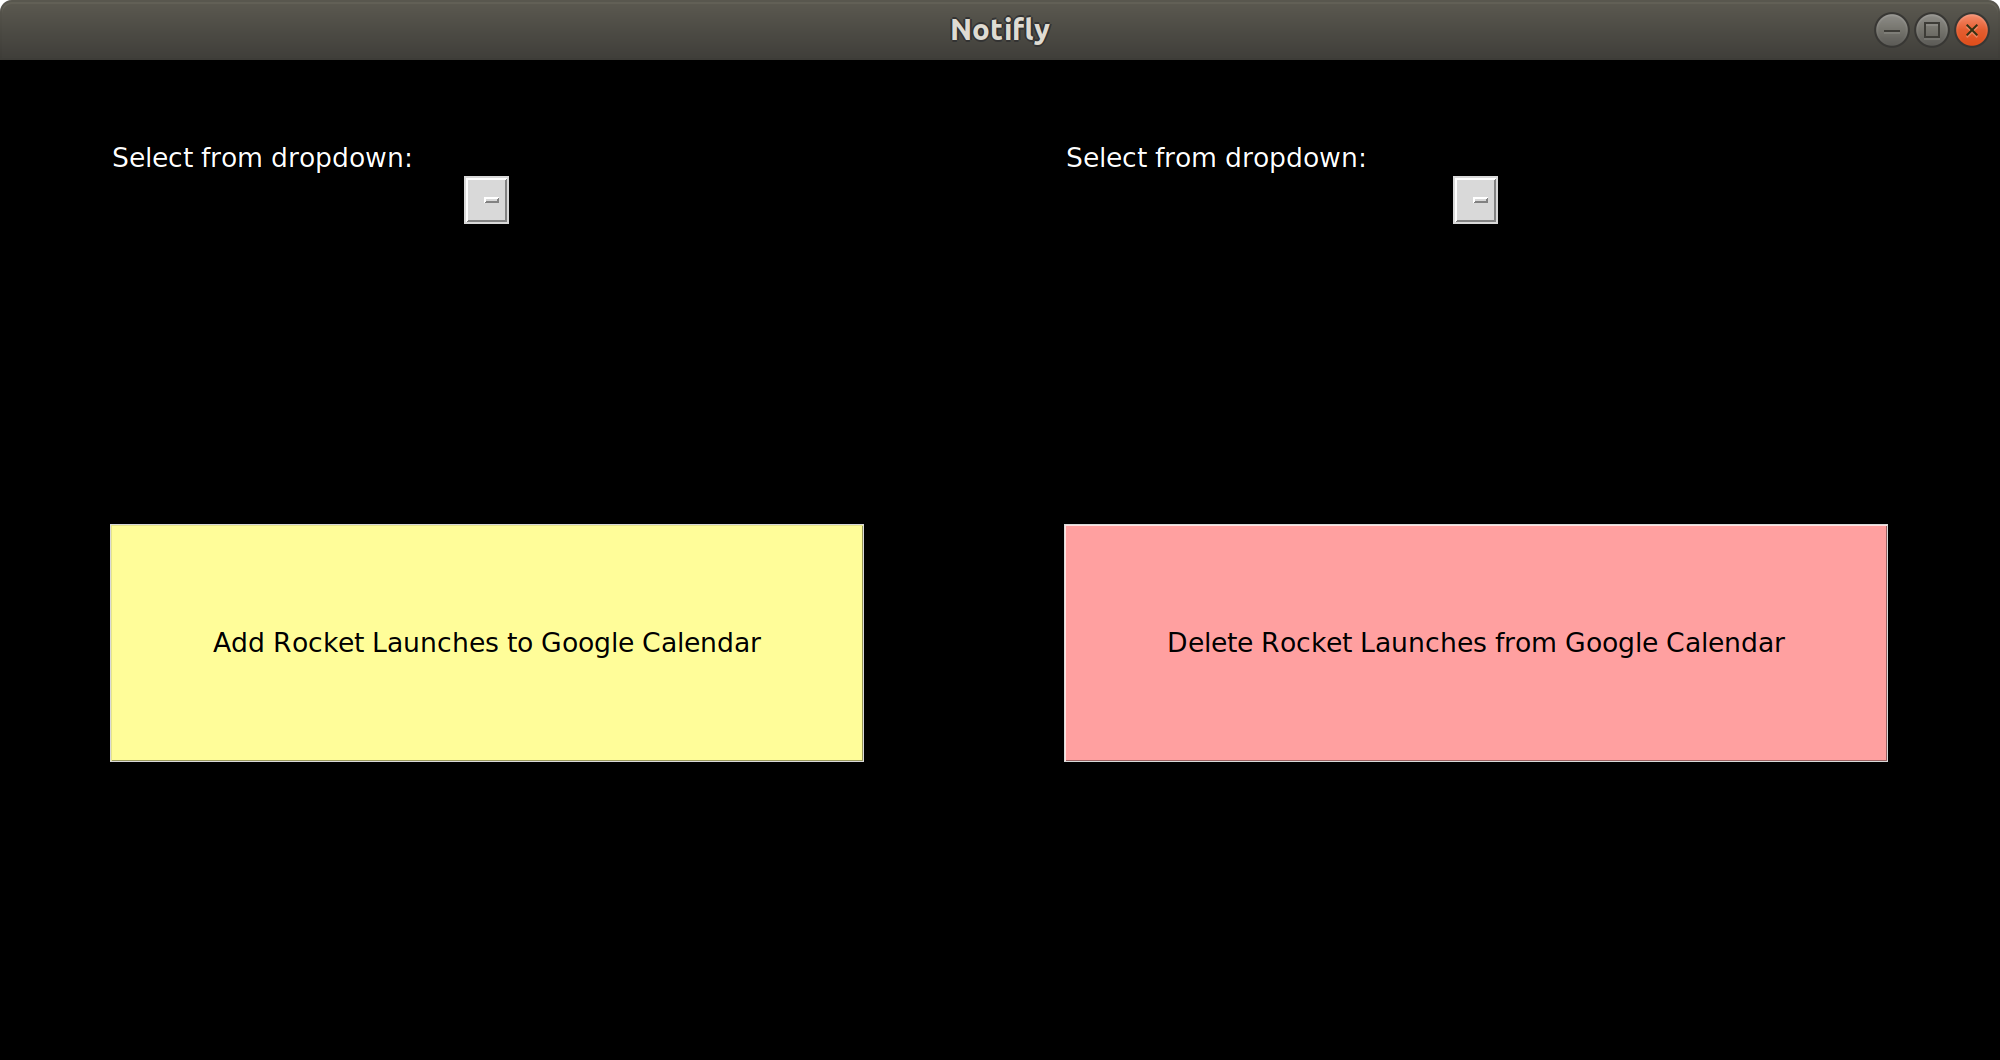 Notifly
Select from dropdown:
Select from dropdown:
Add Rocket Launches to Google Calendar
Delete Rocket Launches from Google Calendar